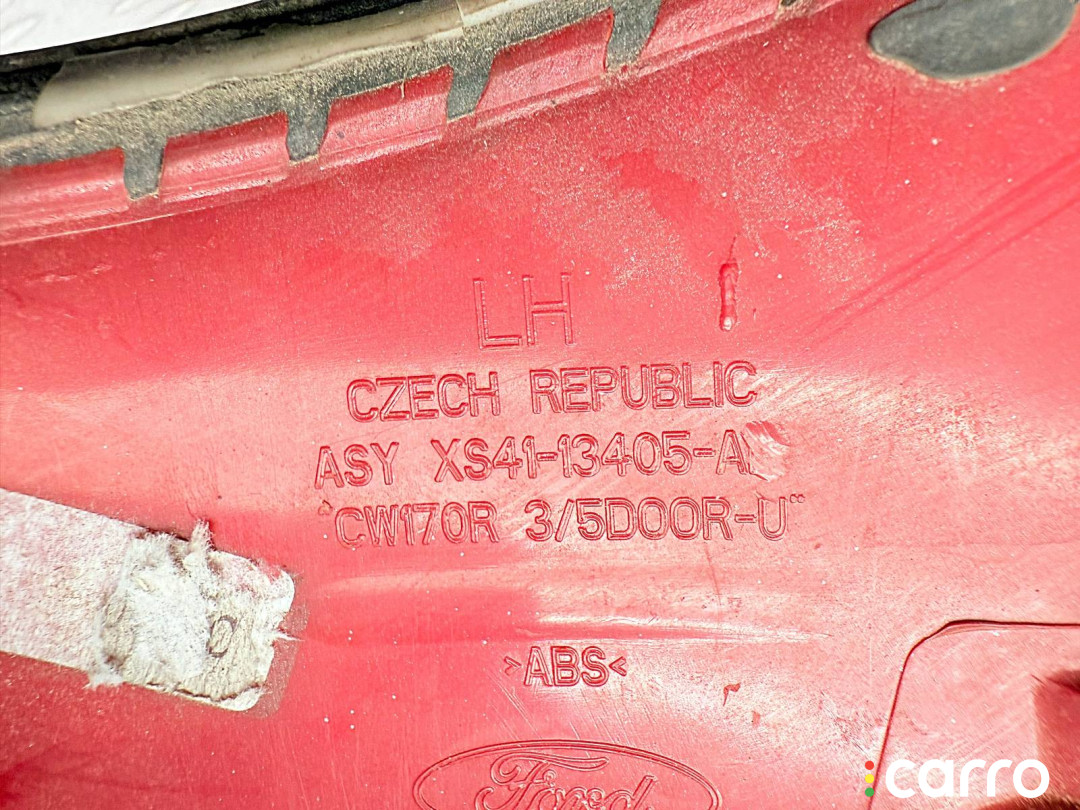 LH
CZECH REPUBLIC
ASY XS41-13405-A
"CW170R 3/5DOOR-U"
>ABS<
Ford
carro